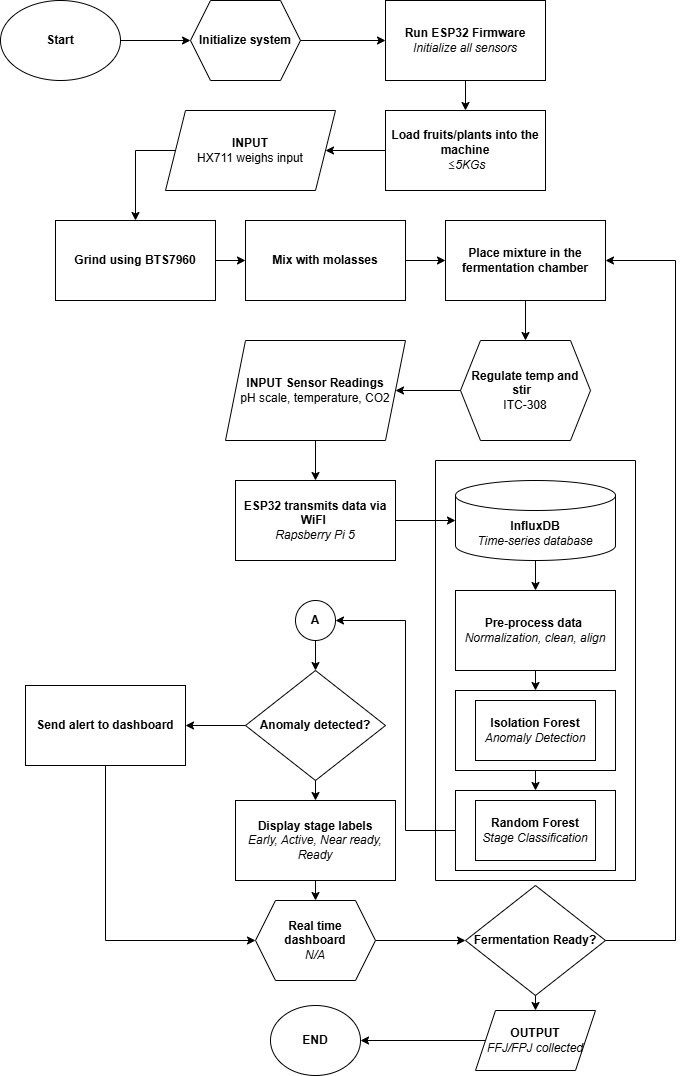 Start
Initialize system
Run ESP32 Firmware
Initialize all sensors
INPUT
HX711 weighs input
Load fruits/plants into the
machine
≤5KGs
Grind using BTS7960
Mix with molasses
Place mixture in the
fermentation chamber
INPUT Sensor Readings
pH scale, temperature, CO2
Regulate temp and
stir
ITC-308
ESP32 transmits data via
WiFI
Rapsberry Pi 5
InfluxDB
Time-series database
A
Pre-process data
Normalization, clean, align
Send alert to dashboard
Anomaly detected?
Isolation Forest
Anomaly Detection
Display stage labels
Early, Active, Near ready,
Ready
Random Forest
Stage Classification
Real time
dashboard
N/A
Fermentation Ready?
END
OUTPUT
FFJ/FPJ collected